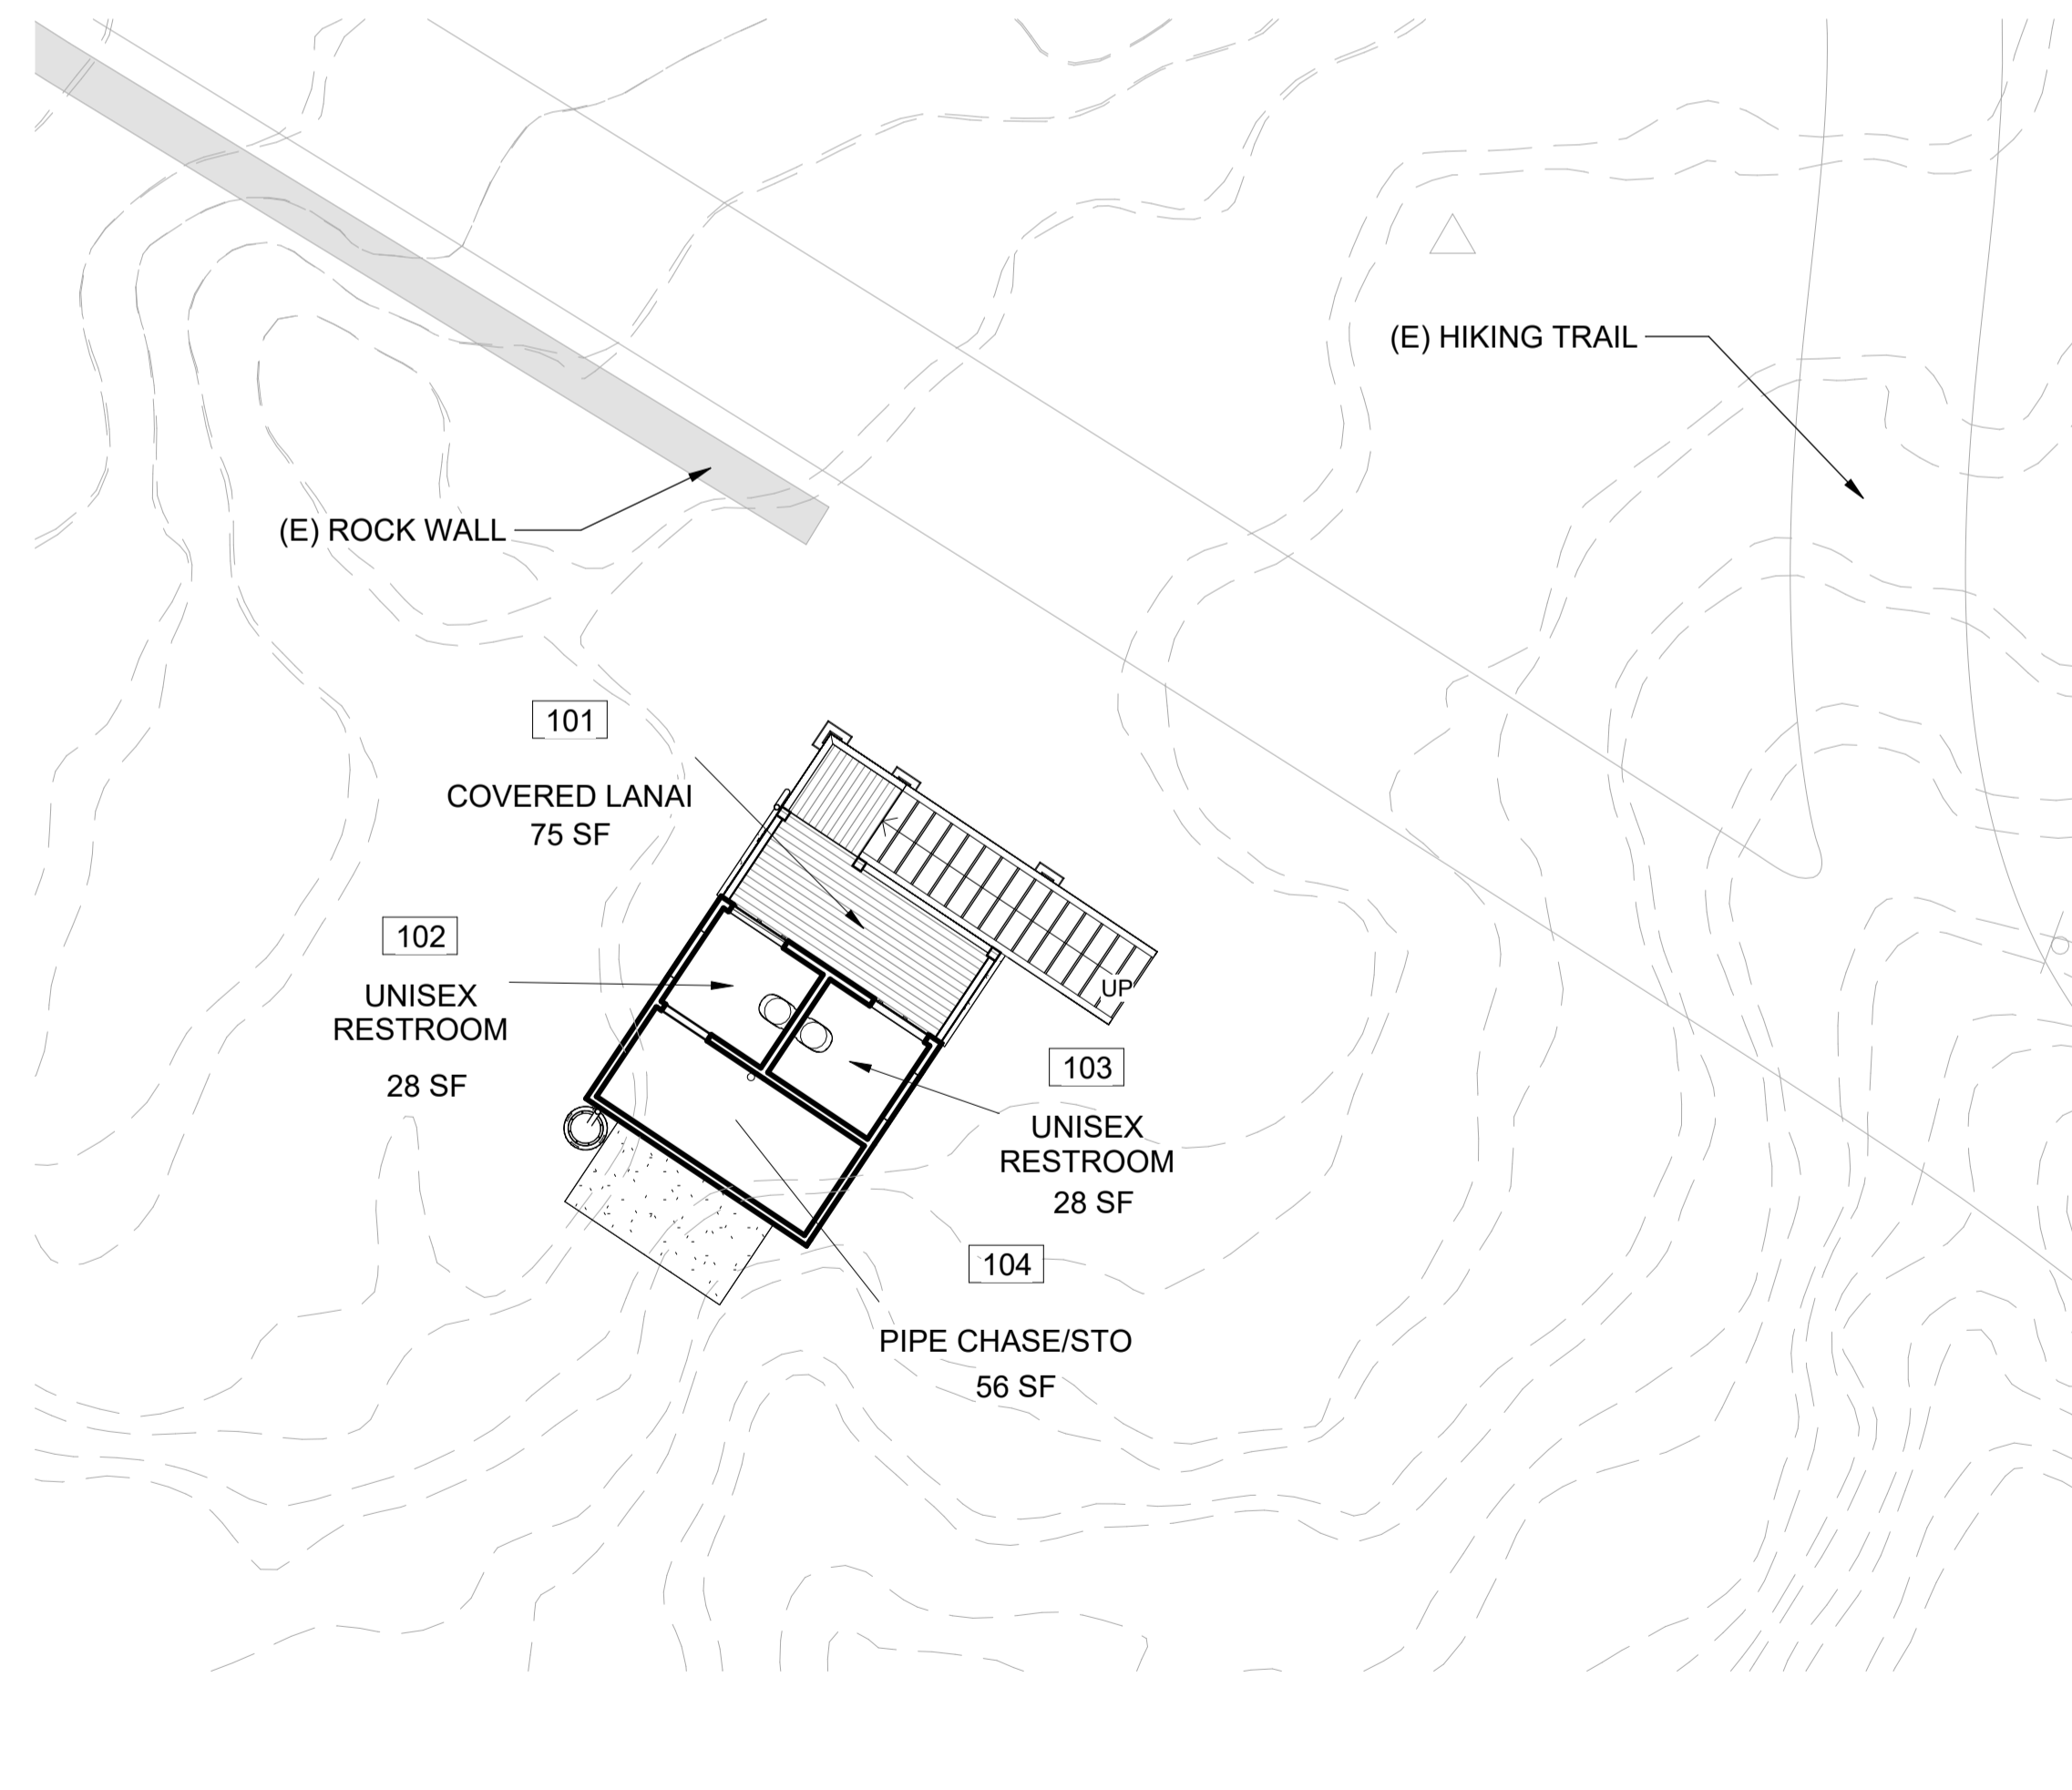 (E) HIKING TRAIL
(E) ROCK WALL
101
COVERED LANAI
75 SF
102
UNISEX
RESTROOM
28 SF
UP
103
UNISEX
RESTROOM
28 SF
104
PIPE CHASE/STO
56 SF